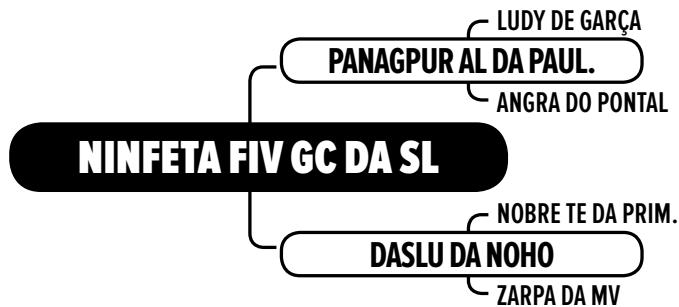 LUDY DE GARÇA
PANAGPUR AL DA PAUL.
ANGRA DO PONTAL
NINFETA FIV GC DA SL
NOBRE TE DA PRIM.
DASLU DA NOHO
ZARPA DA MV